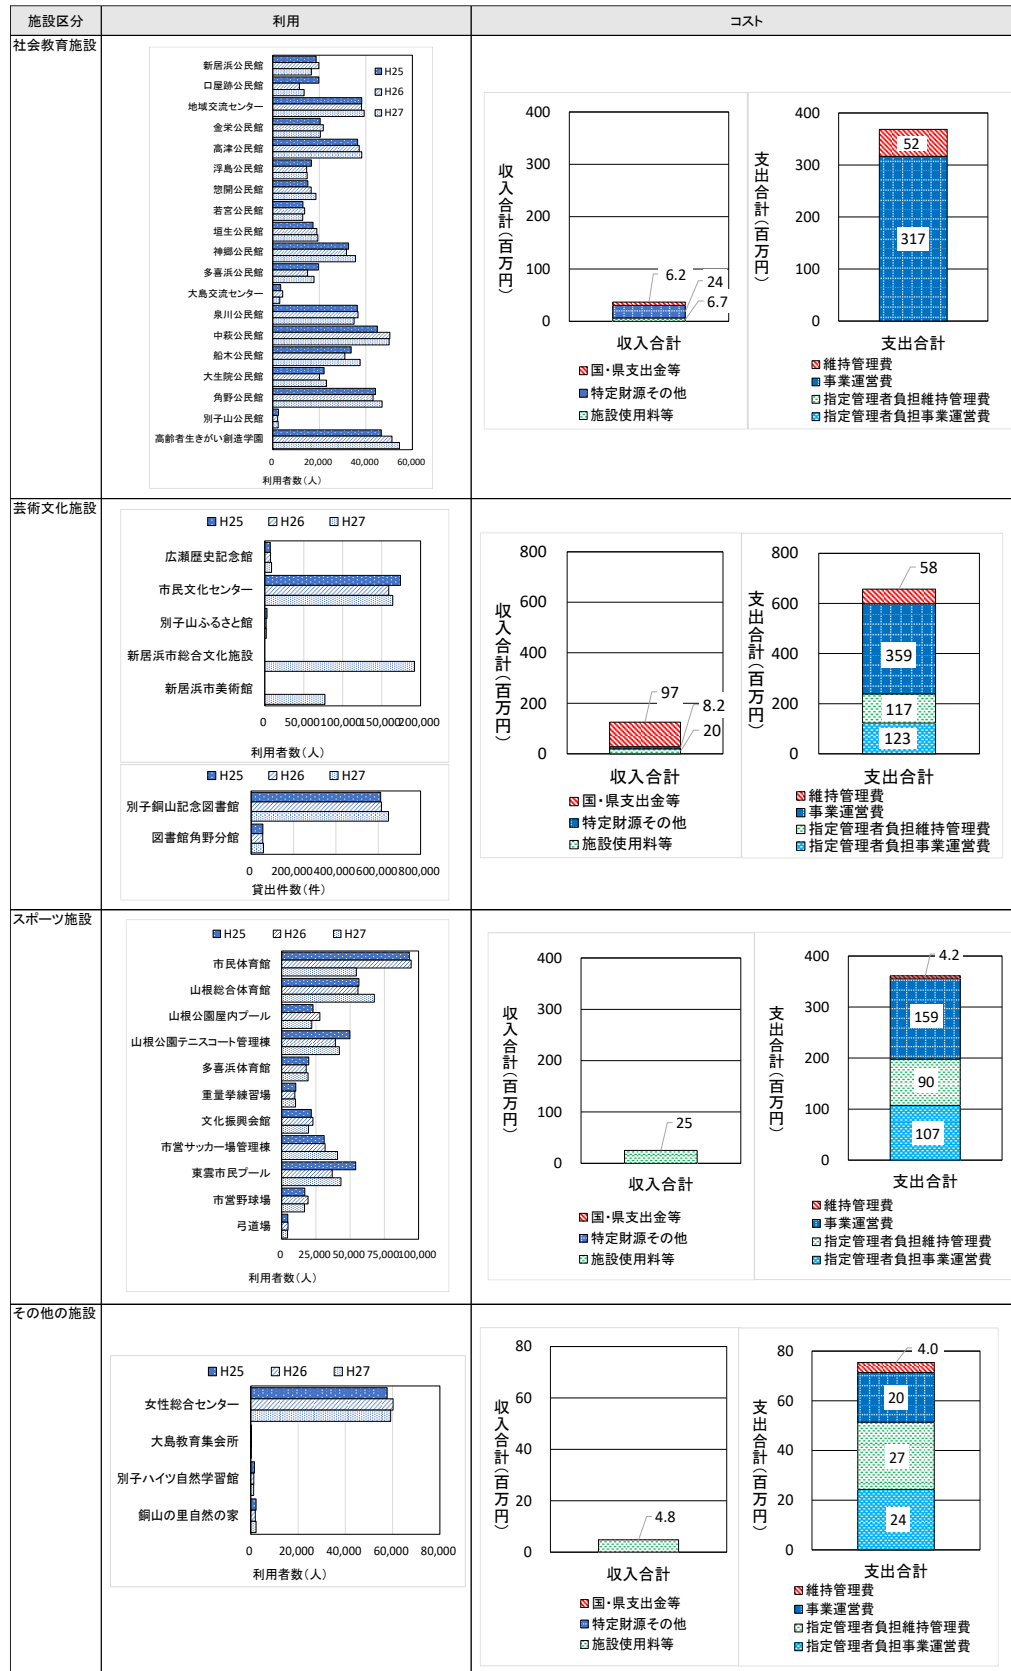 施設区分
利用
コスト
社会教育施設
新居浜公民館
口屋跡公民館
地域交流センター
金栄公民館
高津公民館
浮島公民館
惣開公民館
若宮公民館
垣生公民館
神郷公民館
多喜浜公民館
大島交流センター
泉川公民館
中萩公民館
船木公民館
大生院公民館
角野公民館
別子山公民館
高齢者生きがい創造学園
H25
H26
H27
0 20,000 40,000 60,000
利用者数（人）
収入合計（百万円）
400
300
200
100
0
6.2
24
6.7
収入合計
国・県支出金等
特定財源その他
施設使用料等
支出合計（百万円）
400
300
200
100
0
52
317
支出合計
維持管理費
事業運営費
指定管理者負担維持管理費
指定管理者負担事業運営費
芸術文化施設
H25 H26 H27
広瀬歴史記念館
市民文化センター
別子山ふるさと館
新居浜市総合文化施設
新居浜市美術館
0 50,000 100,000 150,000 200,000
利用者数（人）
H25 H26 H27
別子銅山記念図書館
図書館角野分館
0 200,000 400,000 600,000 800,000
貸出件数（件）
収入合計（百万円）
800
600
400
200
0
97
8.2
20
収入合計
国・県支出金等
特定財源その他
施設使用料等
支出合計（百万円）
800
600
400
200
0
58
359
117
123
支出合計
維持管理費
事業運営費
指定管理者負担維持管理費
指定管理者負担事業運営費
スポーツ施設
H25 H26 H27
市民体育館
山根総合体育館
山根公園屋内プール
山根公園テニスコート管理棟
多喜浜体育館
重量挙練習場
文化振興会館
市営サッカー場管理棟
東雲市民プール
市営野球場
弓道場
0 25,000 50,000 75,000 100,000
利用者数（人）
収入合計（百万円）
400
300
200
100
0
25
収入合計
国・県支出金等
特定財源その他
施設使用料等
支出合計（百万円）
400
300
200
100
0
4.2
159
90
107
支出合計
維持管理費
事業運営費
指定管理者負担維持管理費
指定管理者負担事業運営費
その他の施設
H25 H26 H27
女性総合センター
大島教育集会所
別子ハイツ自然学習館
銅山の里自然の家
0 20,000 40,000 60,000 80,000
利用者数（人）
収入合計（百万円）
80
60
40
20
0
4.8
収入合計
国・県支出金等
特定財源その他
施設使用料等
支出合計（百万円）
80
60
40
20
0
4.0
20
27
24
支出合計
維持管理費
事業運営費
指定管理者負担維持管理費
指定管理者負担事業運営費